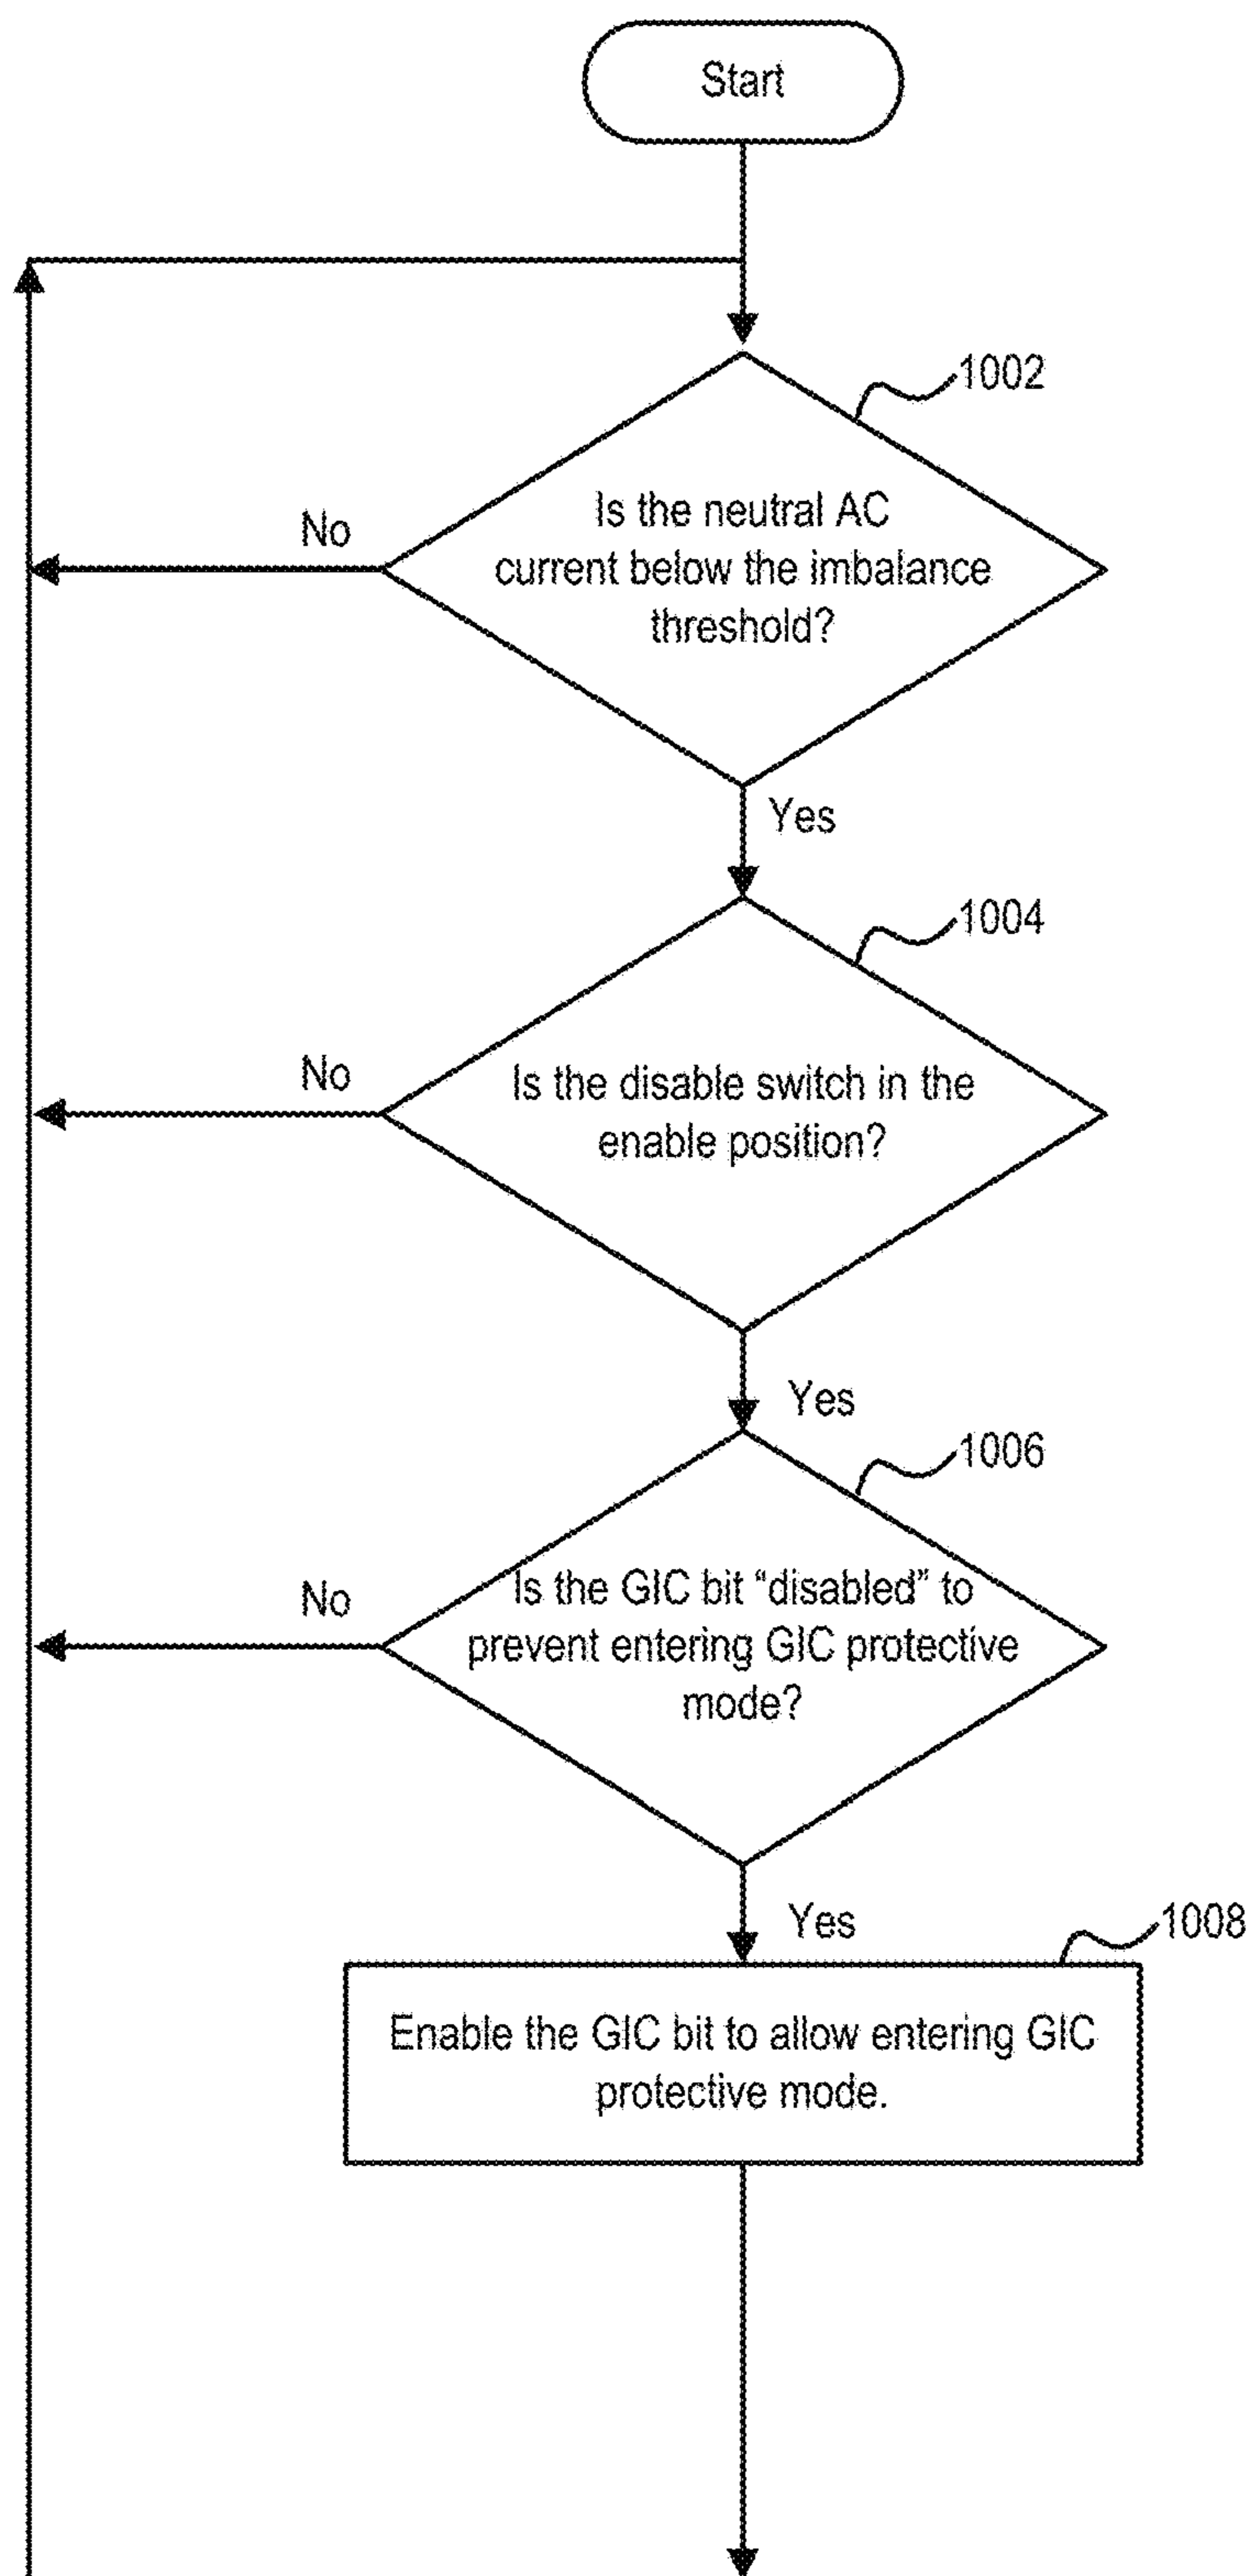 Start
1002
Is the neutral AC
current below the imbalance
threshold?
No
Yes
1004
Is the disable switch in the
enable position?
No
Yes
1006
Is the GIC bit “disabled” to
prevent entering GIC protective
mode?
No
Yes
1008
Enable the GIC bit to allow entering GIC
protective mode.